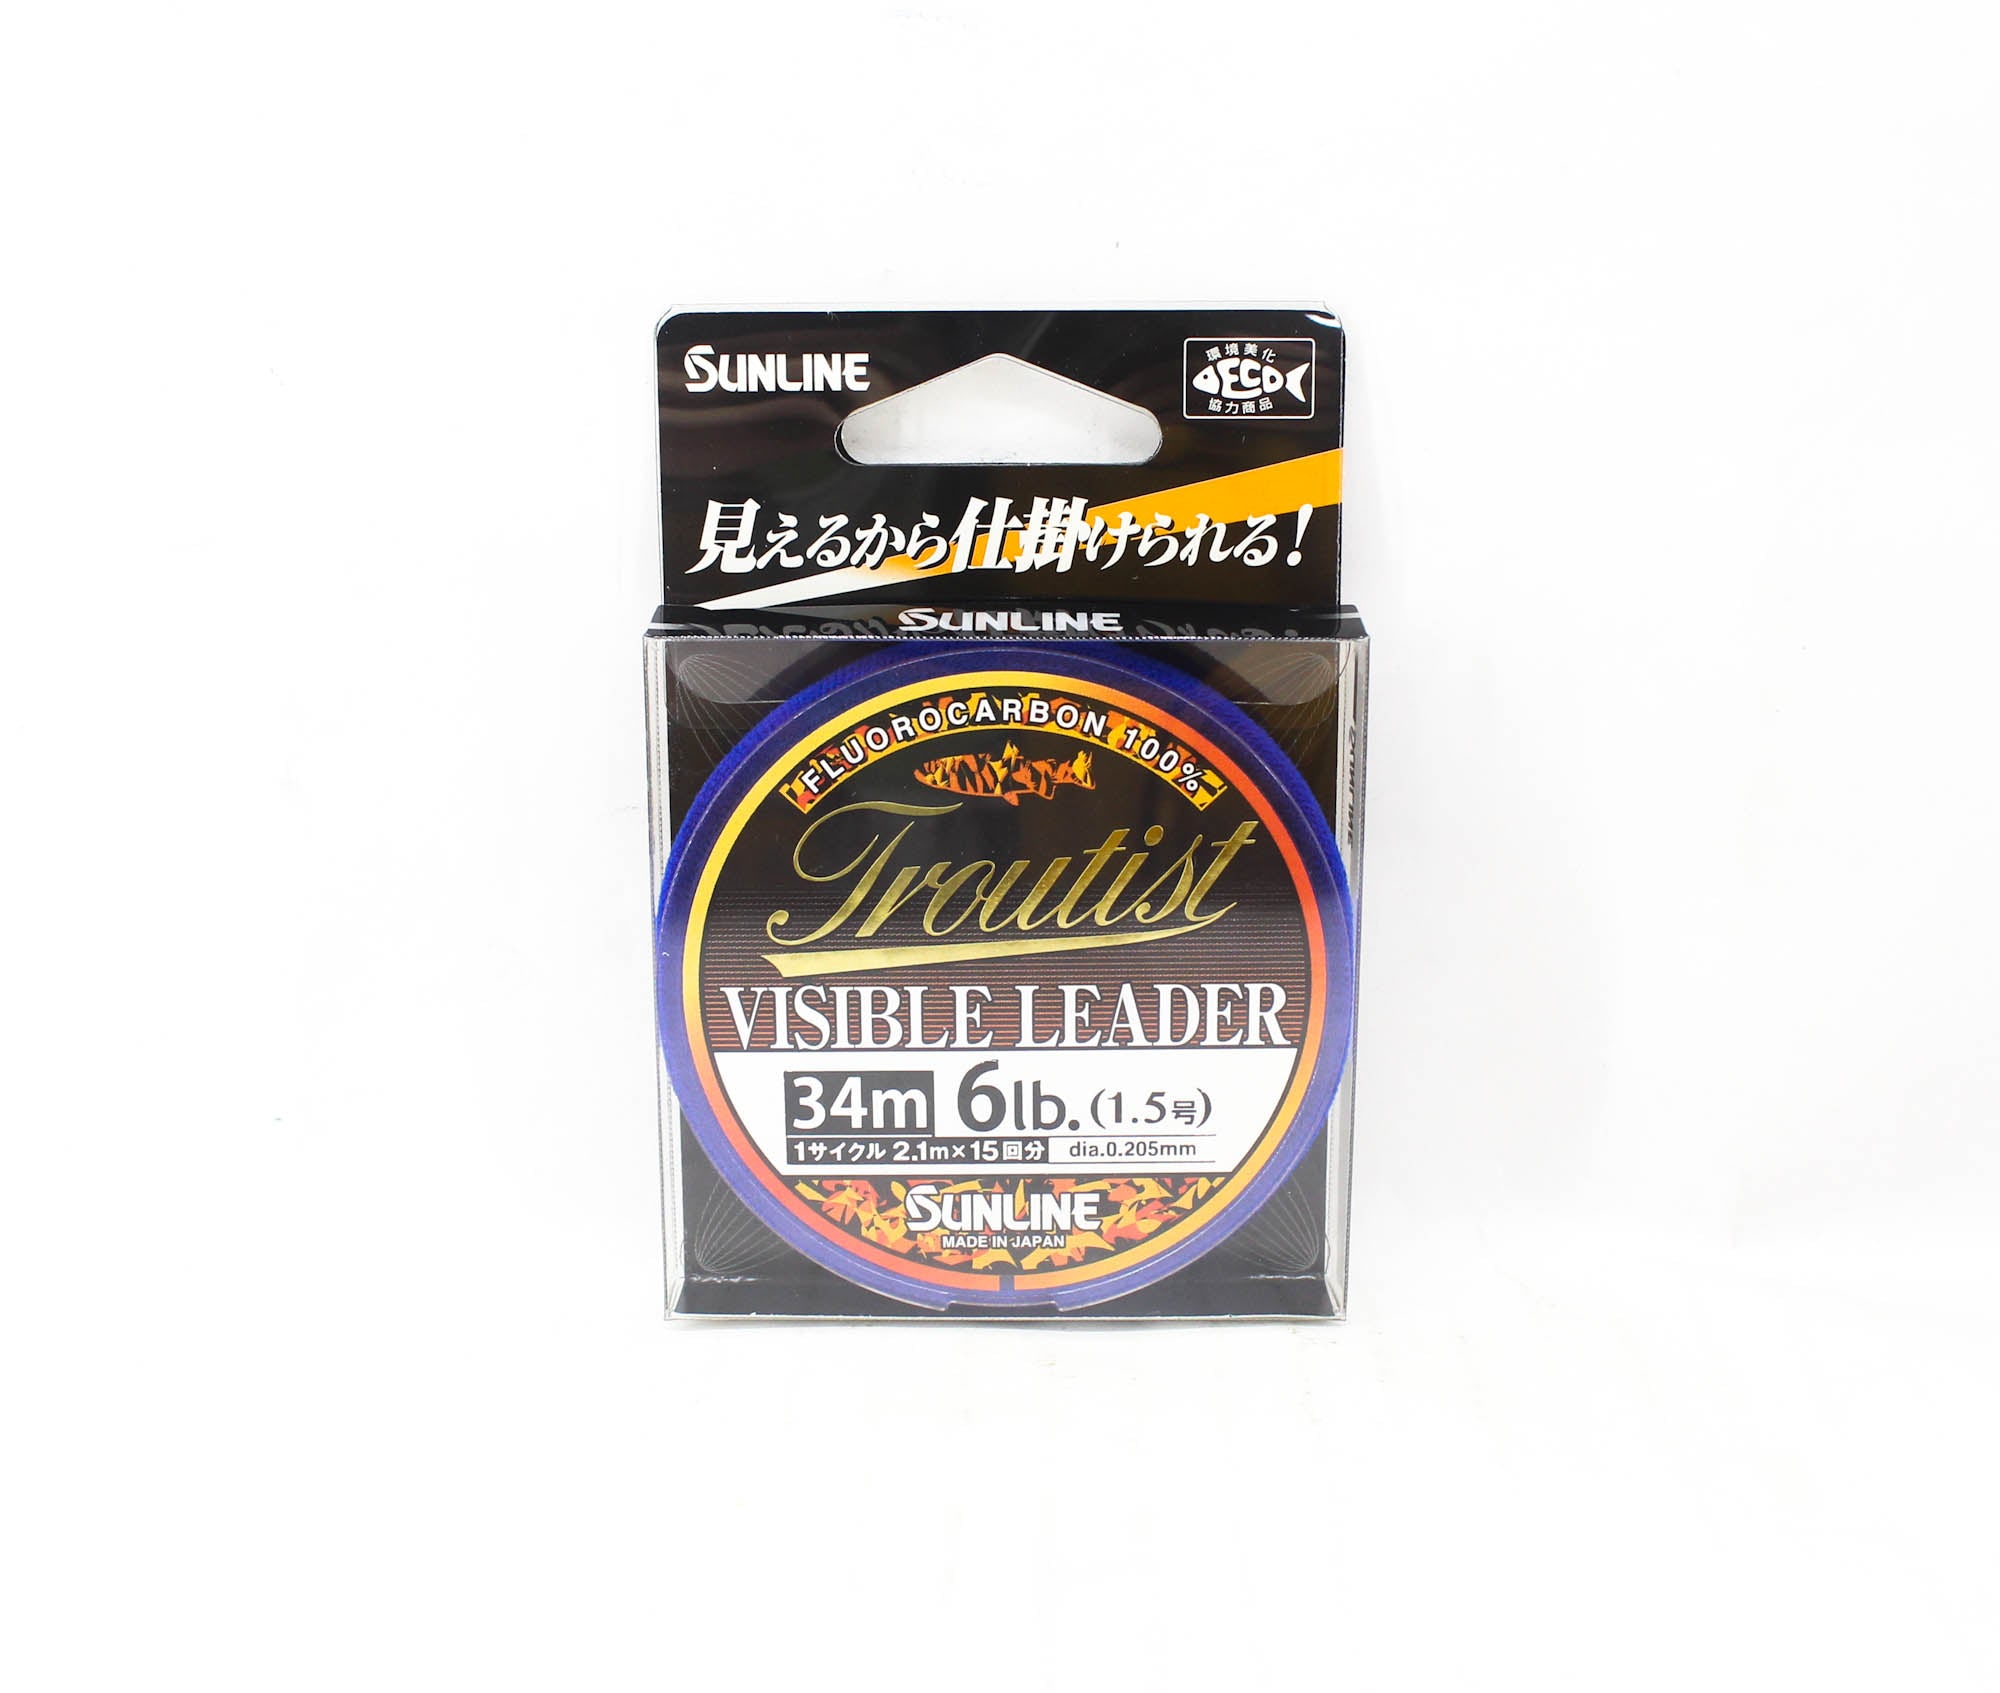 SUNLINE
環境美化
ECO
協力商品
見えるから仕掛けられる!
SUNLINE
FLUOROCARBON 100%
Troutist
VISIBLE LEADER
34m 6lb. (1.5号)
1サイクル 2.1m×15回分 dia.0.205mm
SUNLINE
MADE IN JAPAN
SUNLINE